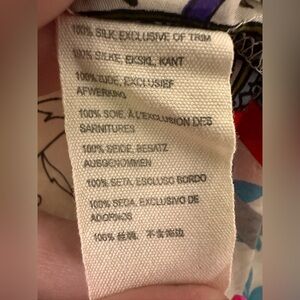 100% SILK, EXCLUSIVE OF TRIM
100% SILKE, EKSKL. KANT
100% ZIJDE, EXCLUSIEF
AFWERKING
100% SOIE, À L'EXCLUSION DES
GARNITURES
100% SEIDE, BESATZ
AUSGENOMMEN
100% SETA, ESCLUSO BORDO
100% SEDA, EXCLUSIVO DE
ADORNOS
100% 丝绸，不含拖边